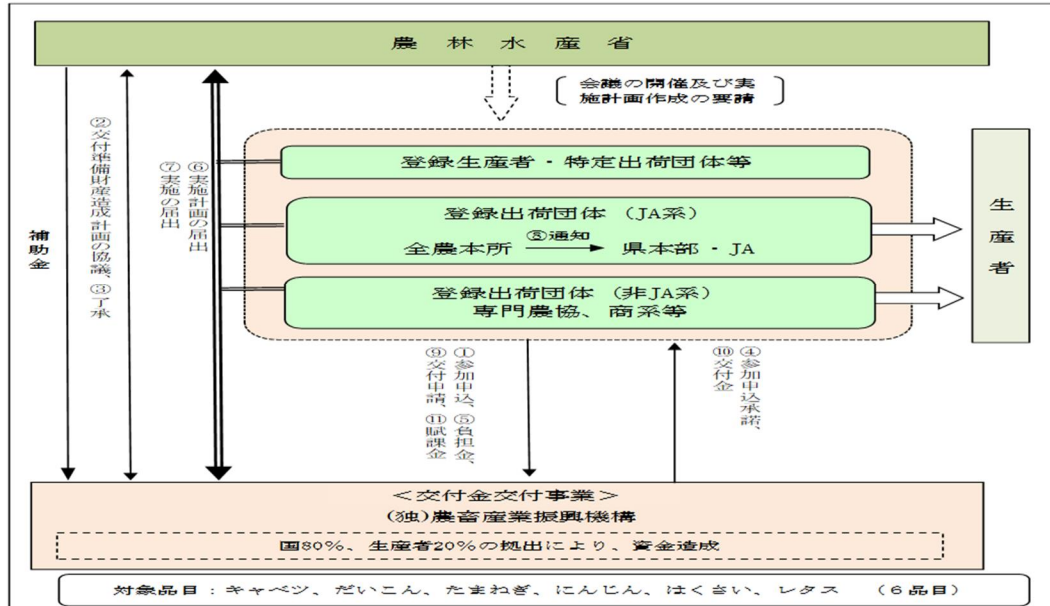 農林水産省
会議の開催及び実
施計画作成の要請
補助金
②交付準備財産造成計画の協議、③了承
⑥実施計画の届出
⑦実施の届出
登録生産者・特定出荷団体等
登録出荷団体（JA系）
全農本所
⑧通知
県本部・JA
登録出荷団体（非JA系）
専門農協、商系等
生産者
①参加申込、⑤負担金、
⑨交付申請、⑪賦課金
④参加申込承諾、
⑩交付金
＜交付金交付事業＞
(独)農畜産業振興機構
国80%、生産者20%の拠出により、資金造成
対象品目：キャベツ、だいこん、たまねぎ、にんじん、はくさい、レタス （6品目）